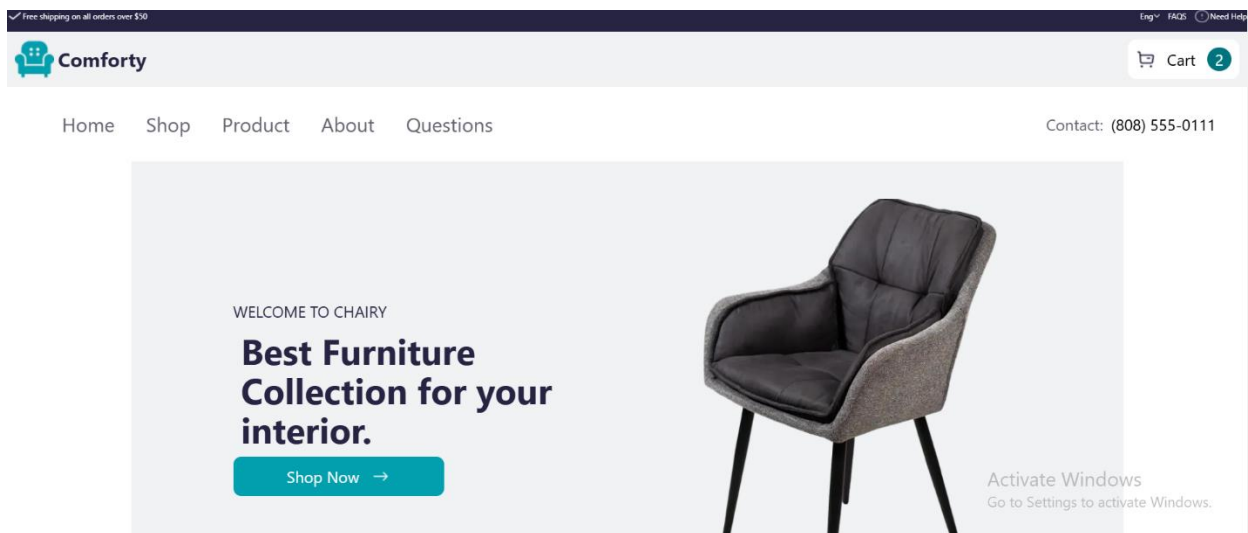 Free shipping on all orders over $50
Eng FAQS Need Help
Comforty
Cart 2
Home Shop Product About Questions
Contact: (808) 555-0111
WELCOME TO CHAIRY
Best Furniture
Collection for your
interior.
Shop Now →
Activate Windows
Go to Settings to activate Windows.